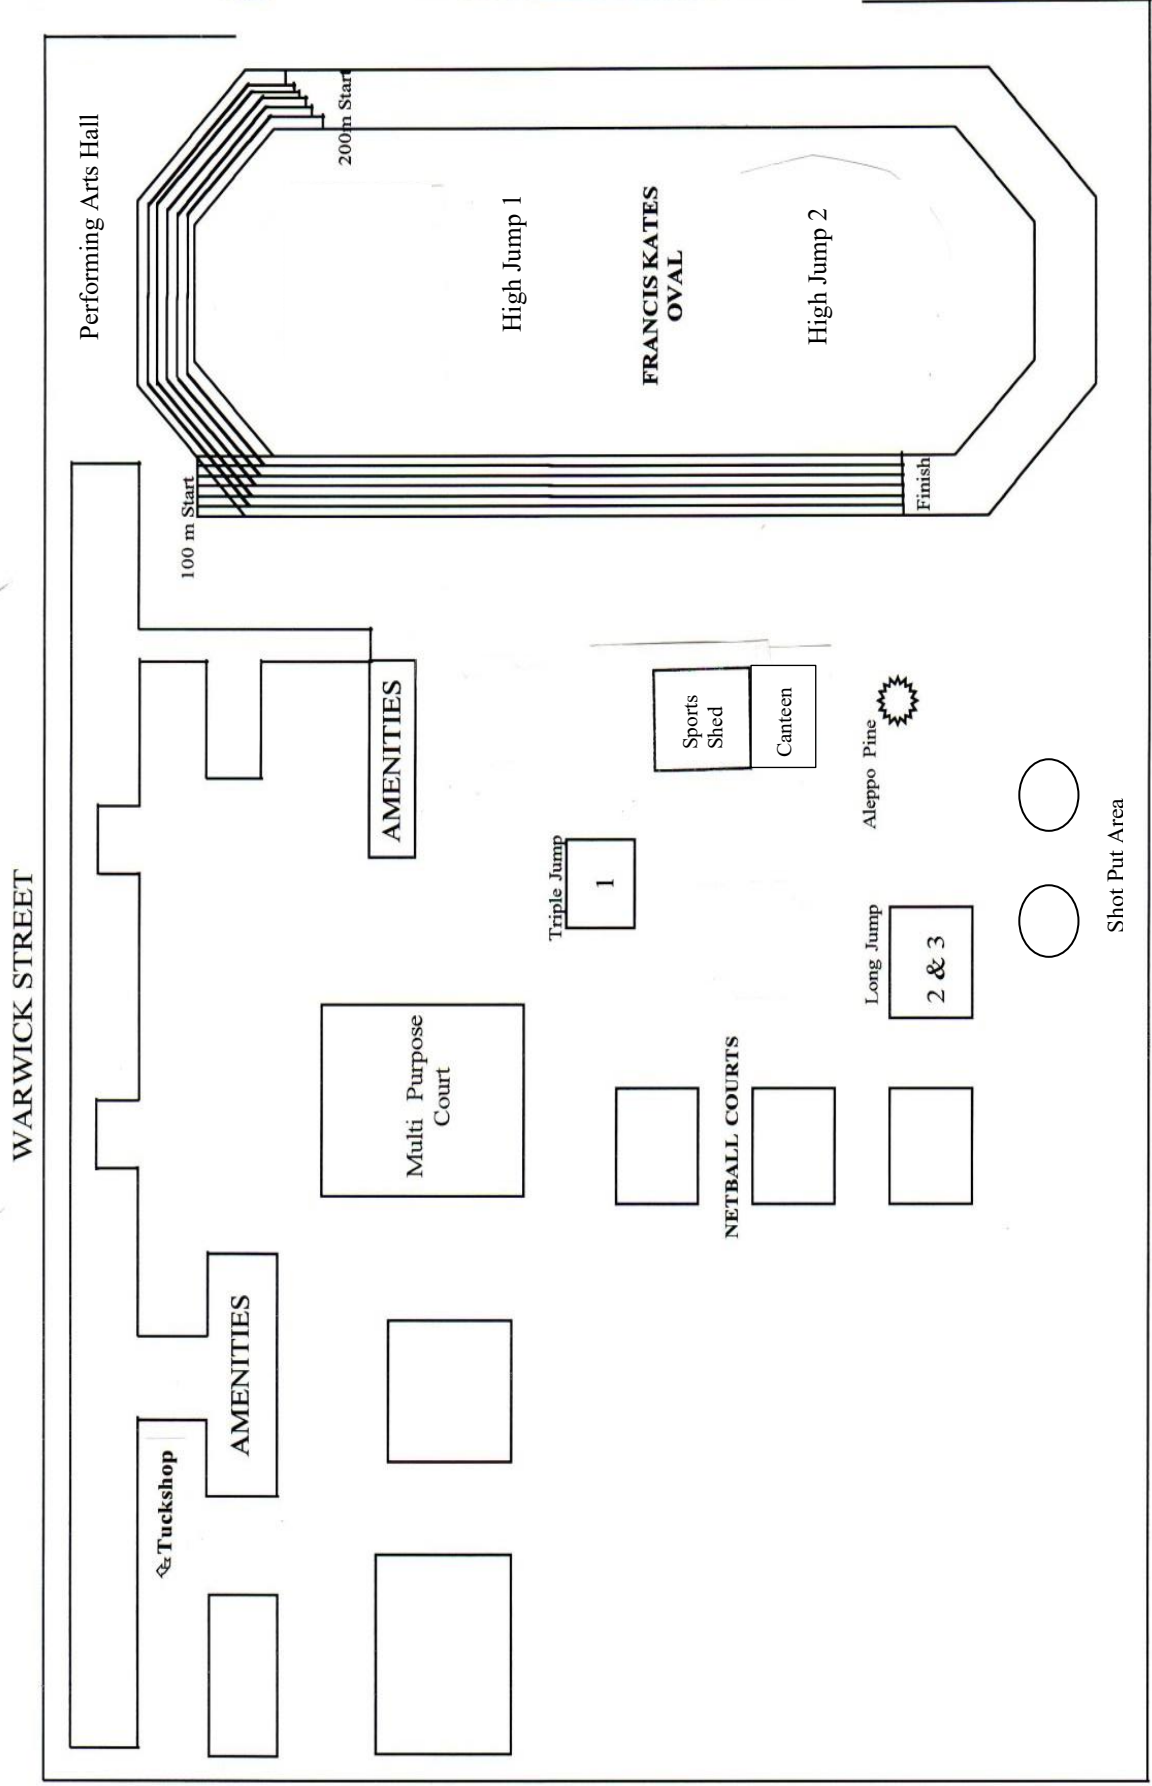 WARWICK STREET
Performing Arts Hall
200m Start
100 m Start
High Jump 1
FRANCIS KATES
OVAL
High Jump 2
Finish
AMENITIES
Sports
Shed
Canteen
Aleppo Pine
Triple Jump
1
Long Jump
2 & 3
Shot Put Area
Multi Purpose
Court
NETBALL COURTS
AMENITIES
Tuckshop